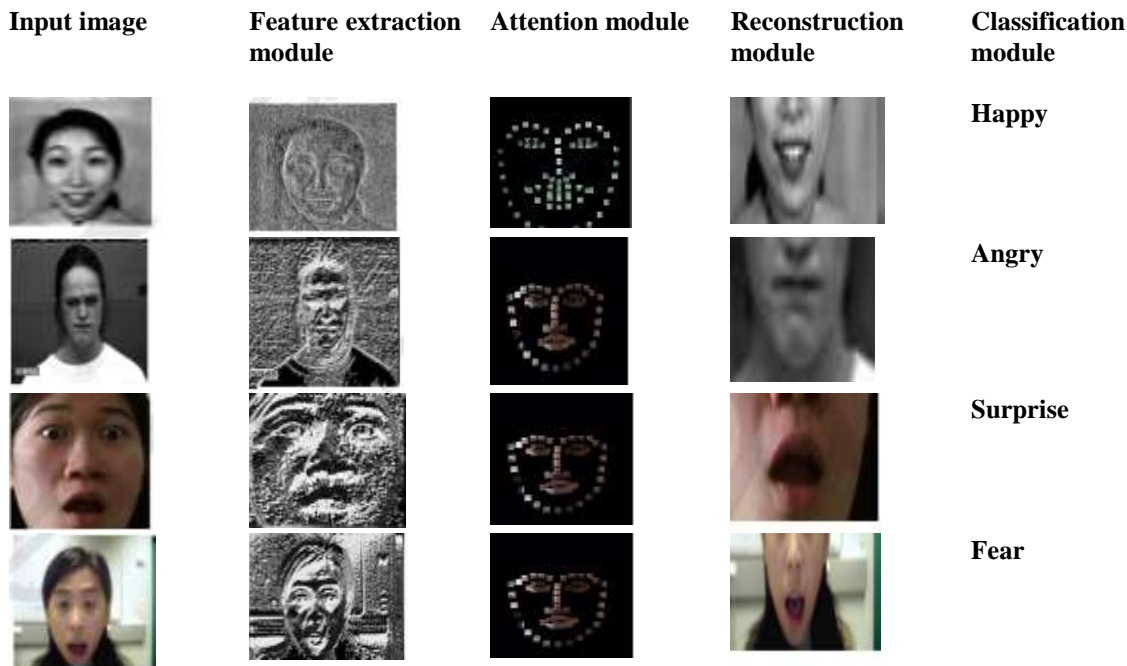 Input image
Feature extraction module
Attention module
Reconstruction module
Classification module
Happy
Angry
Surprise
Fear